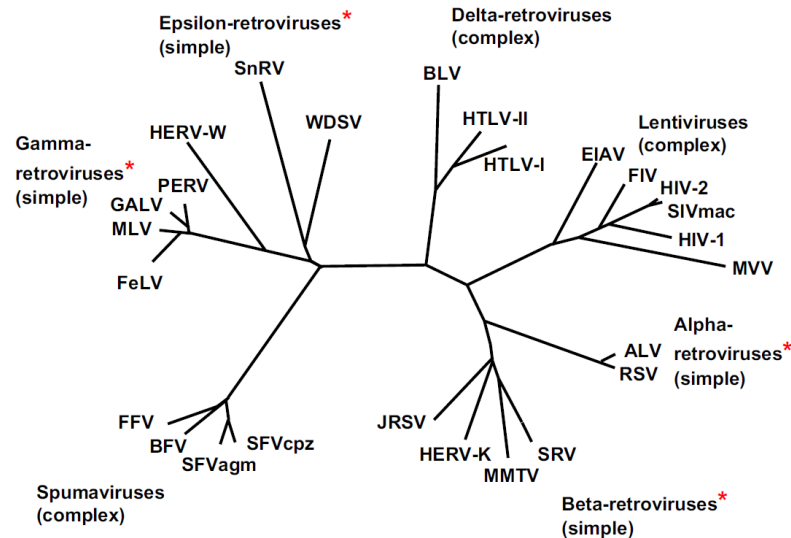 Epsilon-retroviruses*
(simple)
SnRV
WDSV
Delta-retroviruses
(complex)
BLV
HTLV-II
HTLV-I
Lentiviruses
(complex)
EIAV
FIV
HIV-2
SIVmac
HIV-1
MVV
Gamma-
retroviruses*
(simple)
HERV-W
PERV
GALV
MLV
FeLV
Alpha-
retroviruses*
(simple)
ALV
RSV
JRSV
HERV-K
MMTV
SRV
Beta-retroviruses*
(simple)
FFV
BFV
SFVagm
SFVcpz
Spumaviruses
(complex)